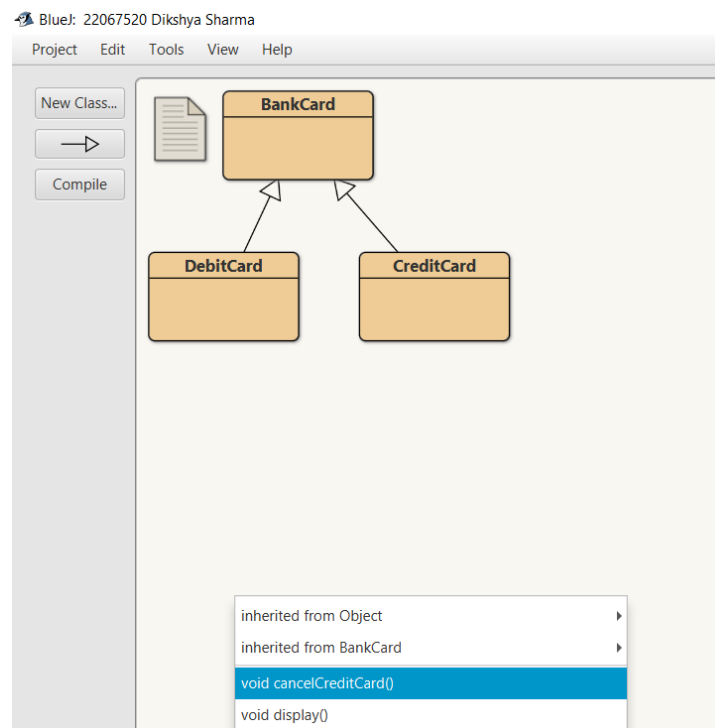 BlueJ: 22067520 Dikshya Sharma
Project Edit Tools View Help
New Class...
Compile
BankCard
DebitCard
CreditCard
inherited from Object
inherited from BankCard
void cancelCreditCard()
void display()